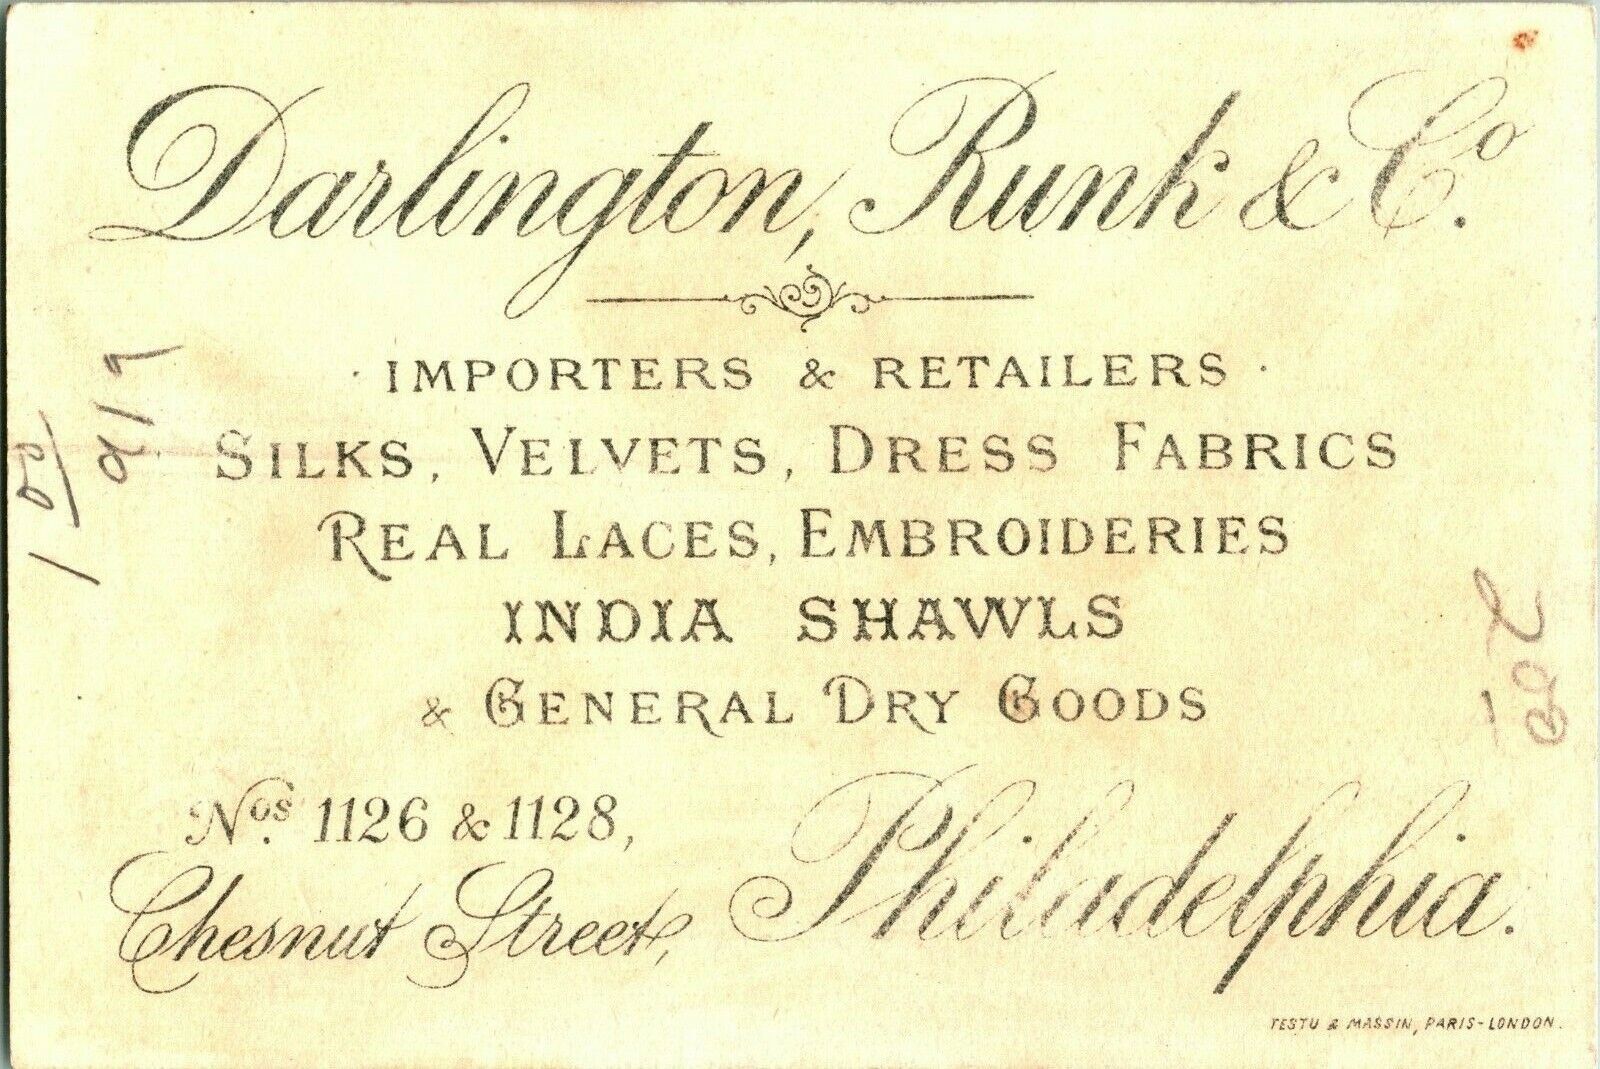 Darlington, Runk & Co.
· IMPORTERS & RETAILERS ·
SILKS, VELVETS, DRESS FABRICS
REAL LACES, EMBROIDERIES
INDIA SHAWLS
& GENERAL DRY GOODS
Nos. 1126 & 1128,
Chesnut Street, Philadelphia.
TESTU & MASSIN, PARIS-LONDON.